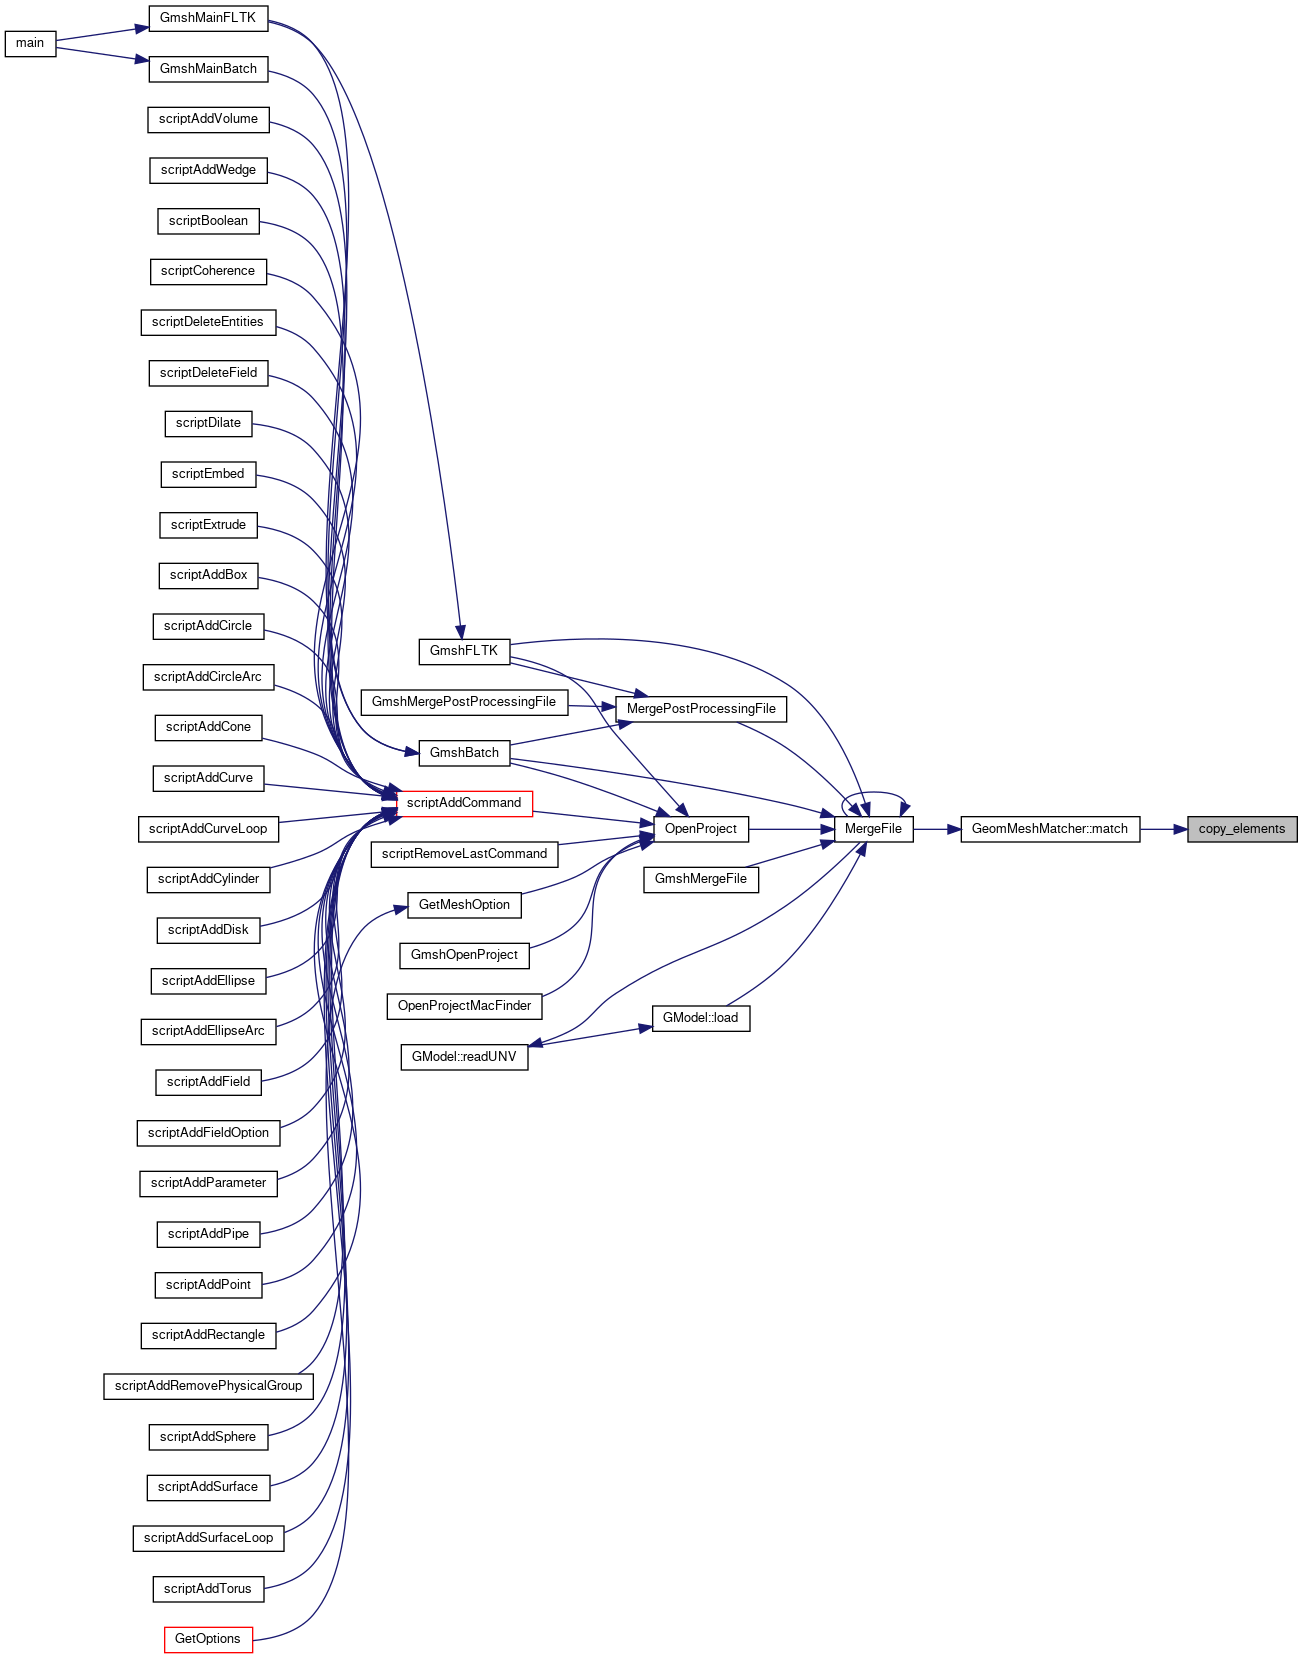 main
GmshMainFLTK
GmshMainBatch
scriptAddVolume
scriptAddWedge
scriptBoolean
scriptCoherence
scriptDeleteEntities
scriptDeleteField
scriptDilate
scriptEmbed
scriptExtrude
scriptAddBox
scriptAddCircle
scriptAddCircleArc
scriptAddCone
scriptAddCurve
scriptAddCurveLoop
scriptAddCylinder
scriptAddDisk
scriptAddEllipse
scriptAddEllipseArc
scriptAddField
scriptAddFieldOption
scriptAddParameter
scriptAddPipe
scriptAddPoint
scriptAddRectangle
scriptAddRemovePhysicalGroup
scriptAddSphere
scriptAddSurface
scriptAddSurfaceLoop
scriptAddTorus
GetOptions
GmshFLTK
GmshMergePostProcessingFile
GmshBatch
scriptAddCommand
scriptRemoveLastCommand
GetMeshOption
GmshOpenProject
OpenProjectMacFinder
GModel::readUNV
MergePostProcessingFile
OpenProject
GmshMergeFile
GModel::load
MergeFile
GeomMeshMatcher::match
copy_elements